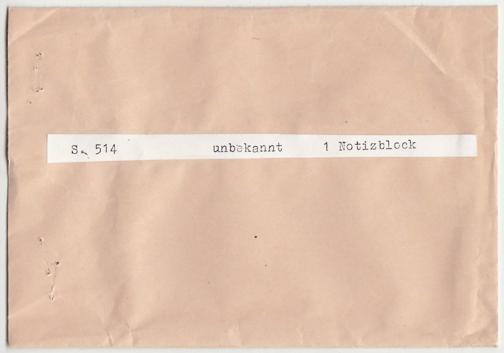 S. 514 unbekannt 1 Notizblock